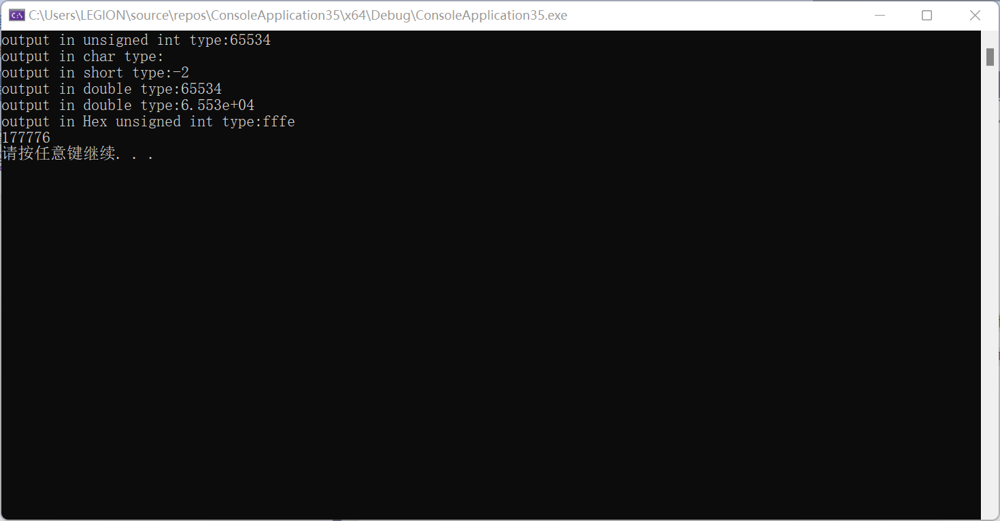 C:\Users\LEGION\source\repos\ConsoleApplication35\x64\Debug\ConsoleApplication35.exe
output in unsigned int type:65534
output in char type:
output in short type:-2
output in double type:65534
output in double type:6.553e+04
output in Hex unsigned int type:fffe
177776
请按任意键继续. . .